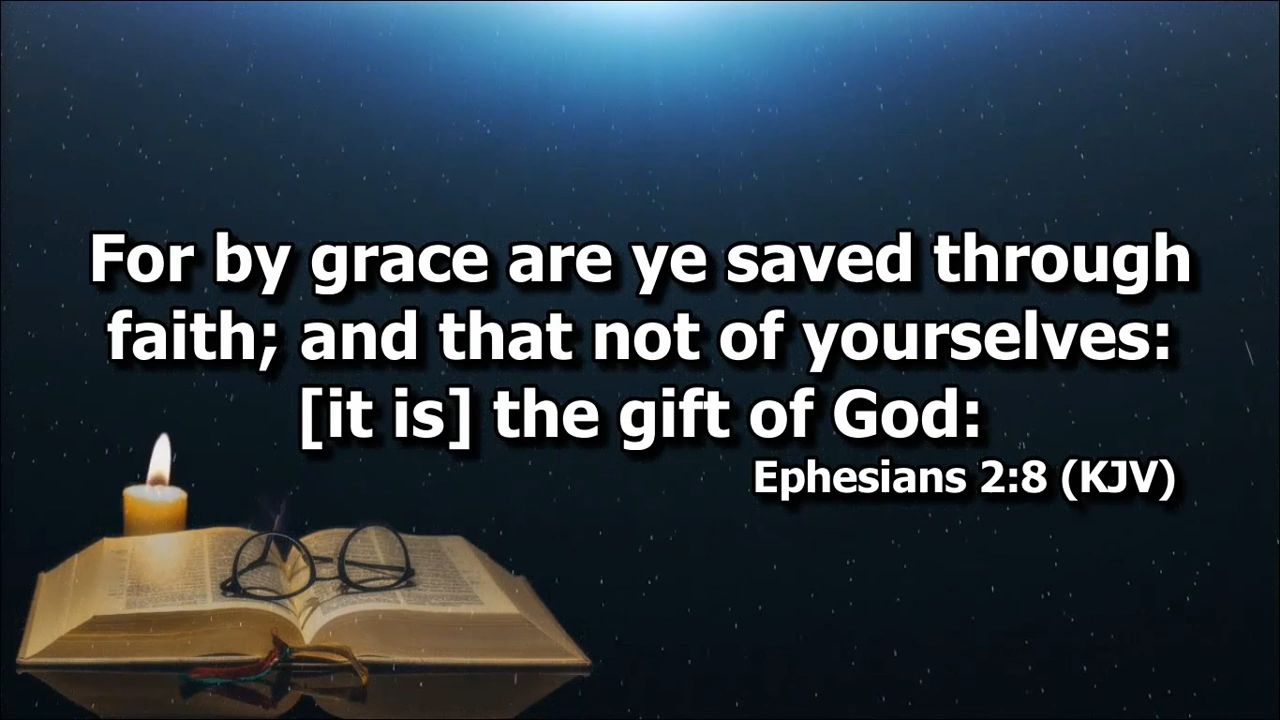 For by grace are ye saved through
faith; and that not of yourselves:
[it is] the gift of God:
Ephesians 2:8 (KJV)